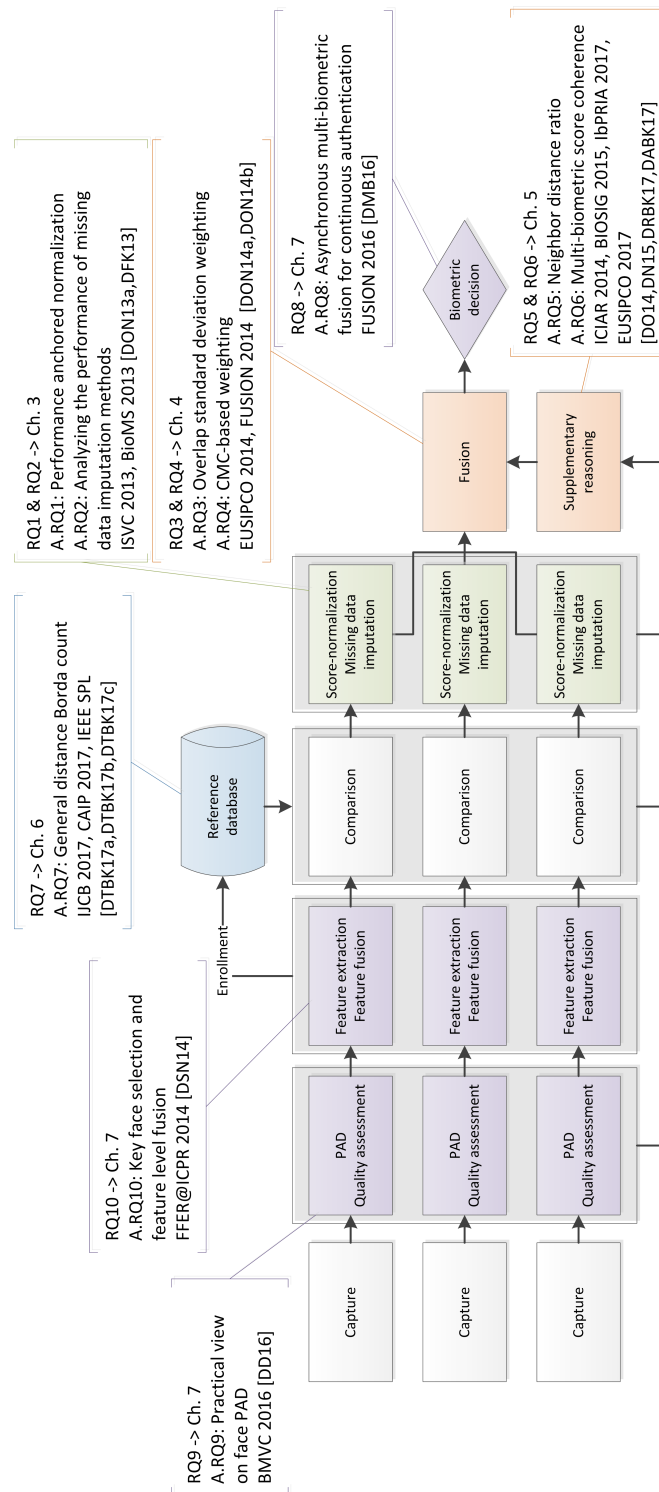 RQ9 -> Ch. 7
A.RQ9: Practical view
on face PAD
BMVC 2016 [DD16]
RQ10 -> Ch. 7
A.RQ10: Key face selection and
feature level fusion
FFER@ICPR 2014 [DSN14]
RQ7 -> Ch. 6
A.RQ7: General distance Borda count
IJCB 2017, CAIP 2017, IEEE SPL
[DTBK17a,DTBK17b,DTBK17c]
RQ1 & RQ2 -> Ch. 3
A.RQ1: Performance anchored normalization
A.RQ2: Analyzing the performance of missing
data imputation methods
ISVC 2013, BioMS 2013 [DON13a,DFK13]
RQ3 & RQ4 -> Ch. 4
A.RQ3: Overlap standard deviation weighting
A.RQ4: CMC-based weighting
EUSIPCO 2014, FUSION 2014 [DON14a,DON14b]
RQ8 -> Ch. 7
A.RQ8: Asynchronous multi-biometric
fusion for continuous authentication
FUSION 2016 [DMB16]
Enrollment
Reference
database
Capture
PAD
Quality assessment
Feature extraction
Feature fusion
Comparison
Score-normalization
Missing data
imputation
Capture
PAD
Quality assessment
Feature extraction
Feature fusion
Comparison
Score-normalization
Missing data
imputation
Fusion
Biometric
decision
Capture
PAD
Quality assessment
Feature extraction
Feature fusion
Comparison
Score-normalization
Missing data
imputation
Supplementary
reasoning
RQ5 & RQ6 -> Ch. 5
A.RQ5: Neighbor distance ratio
A.RQ6: Multi-biometric score coherence
ICIAR 2014, BIOSIG 2015, IbPRIA 2017,
EUSIPCO 2017
[DO14,DN15,DRBK17,DABK17]